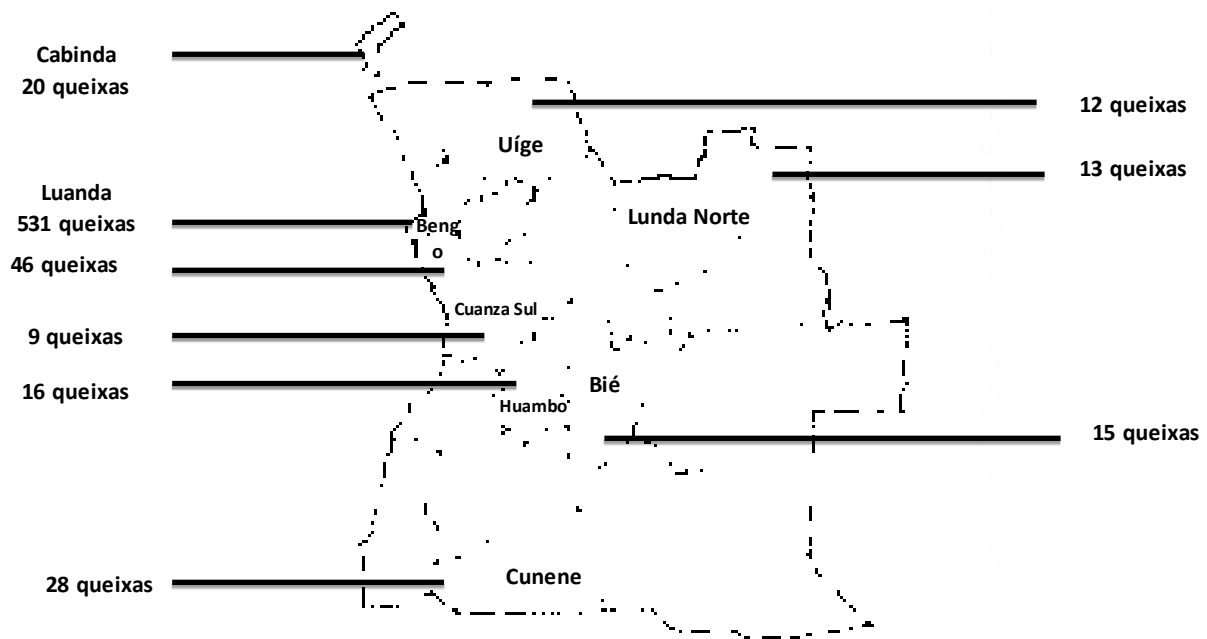 Cabinda
20 queixas
12 queixas
Uíge
13 queixas
Luanda
531 queixas
Lunda Norte
Beng
o
46 queixas
Cuanza Sul
9 queixas
16 queixas
Bié
Huambo
15 queixas
28 queixas
Cunene